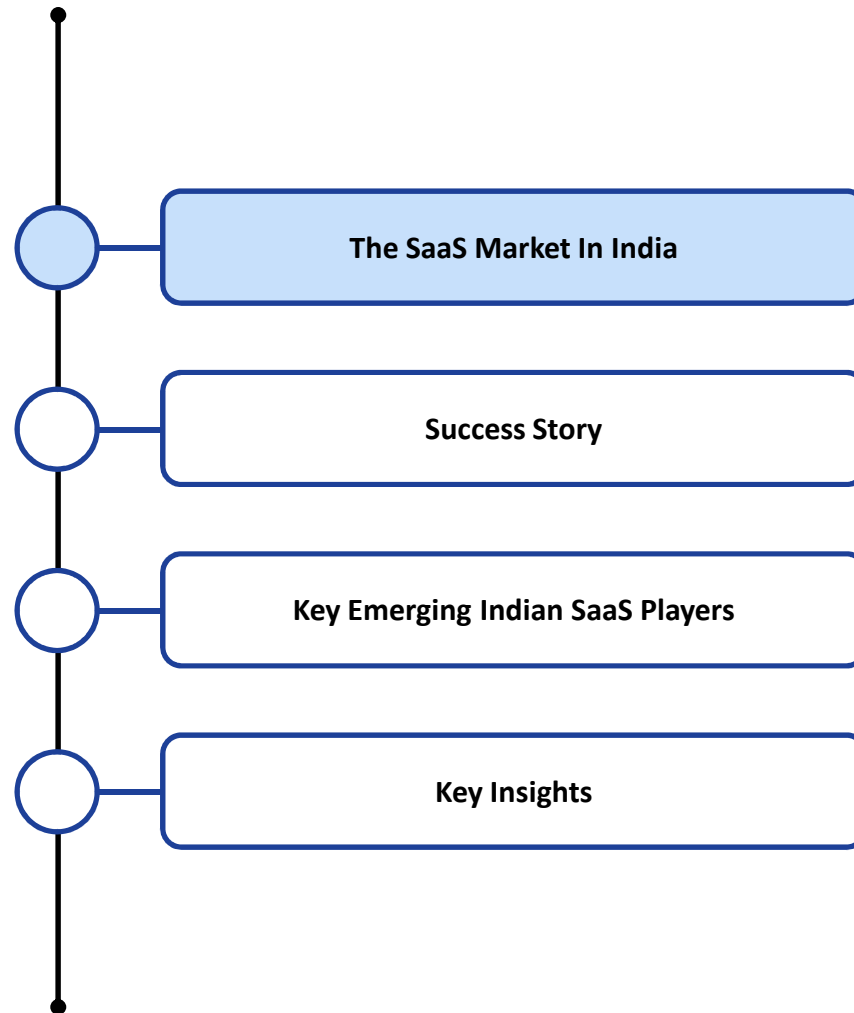 The SaaS Market In India
Success Story
Key Emerging Indian SaaS Players
Key Insights